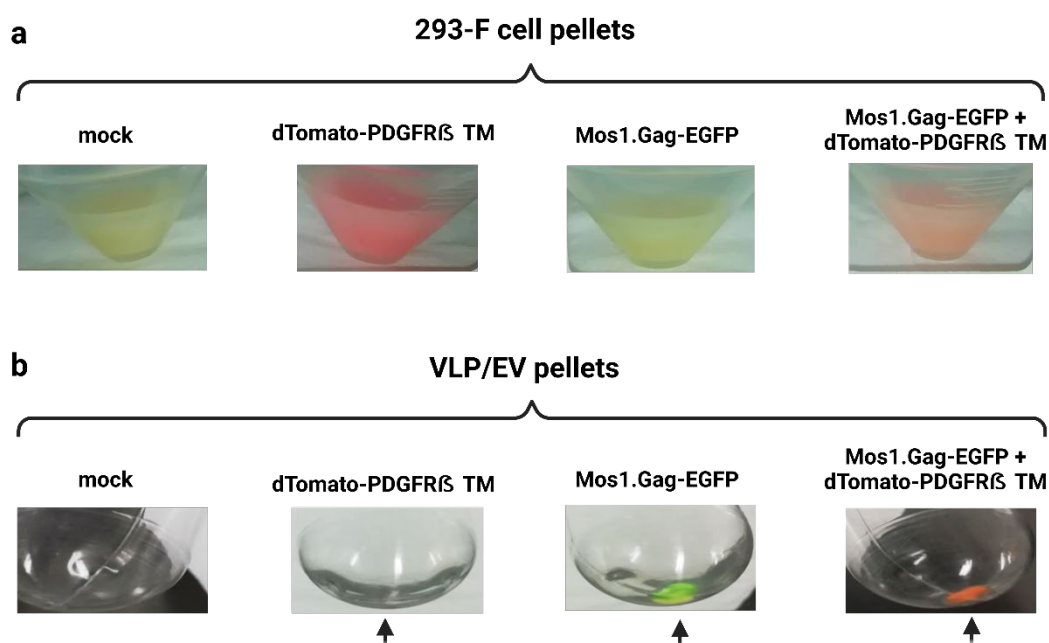 a
293-F cell pellets
mock
dTomato-PDGFRß TM
Mos1.Gag-EGFP
Mos1.Gag-EGFP +
dTomato-PDGFRß TM
b
VLP/EV pellets
mock
dTomato-PDGFRß TM
Mos1.Gag-EGFP
Mos1.Gag-EGFP +
dTomato-PDGFRß TM